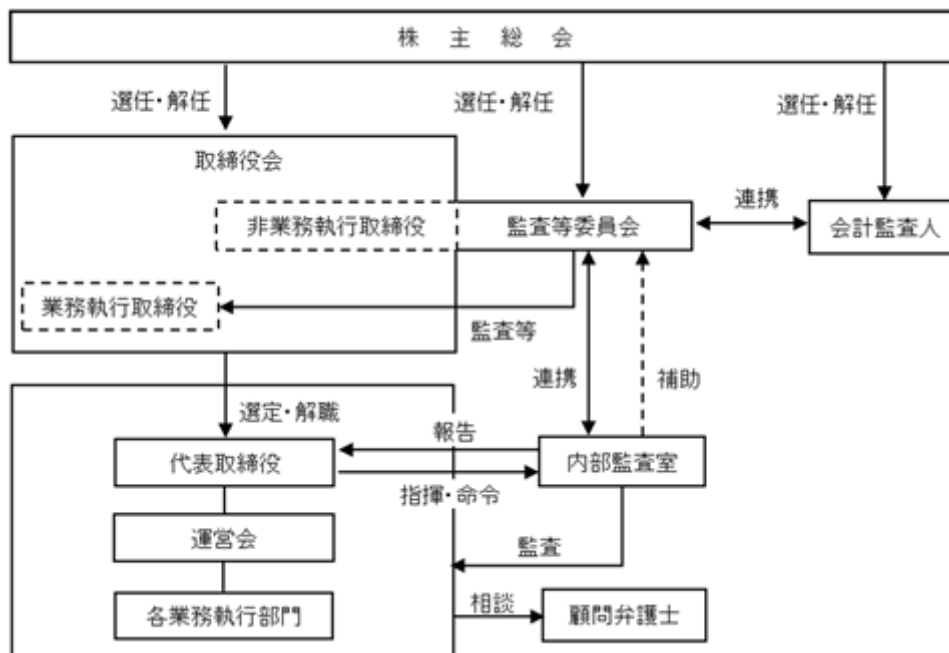 株主総会
選任・解任
選任・解任
選任・解任
取締役会
連携
非業務執行取締役
監査等委員会
会計監査人
業務執行取締役
監査等
連携
補助
選定・解職
報告
代表取締役
内部監査室
指揮・命令
運営会
監査
相談
各業務執行部門
顧問弁護士